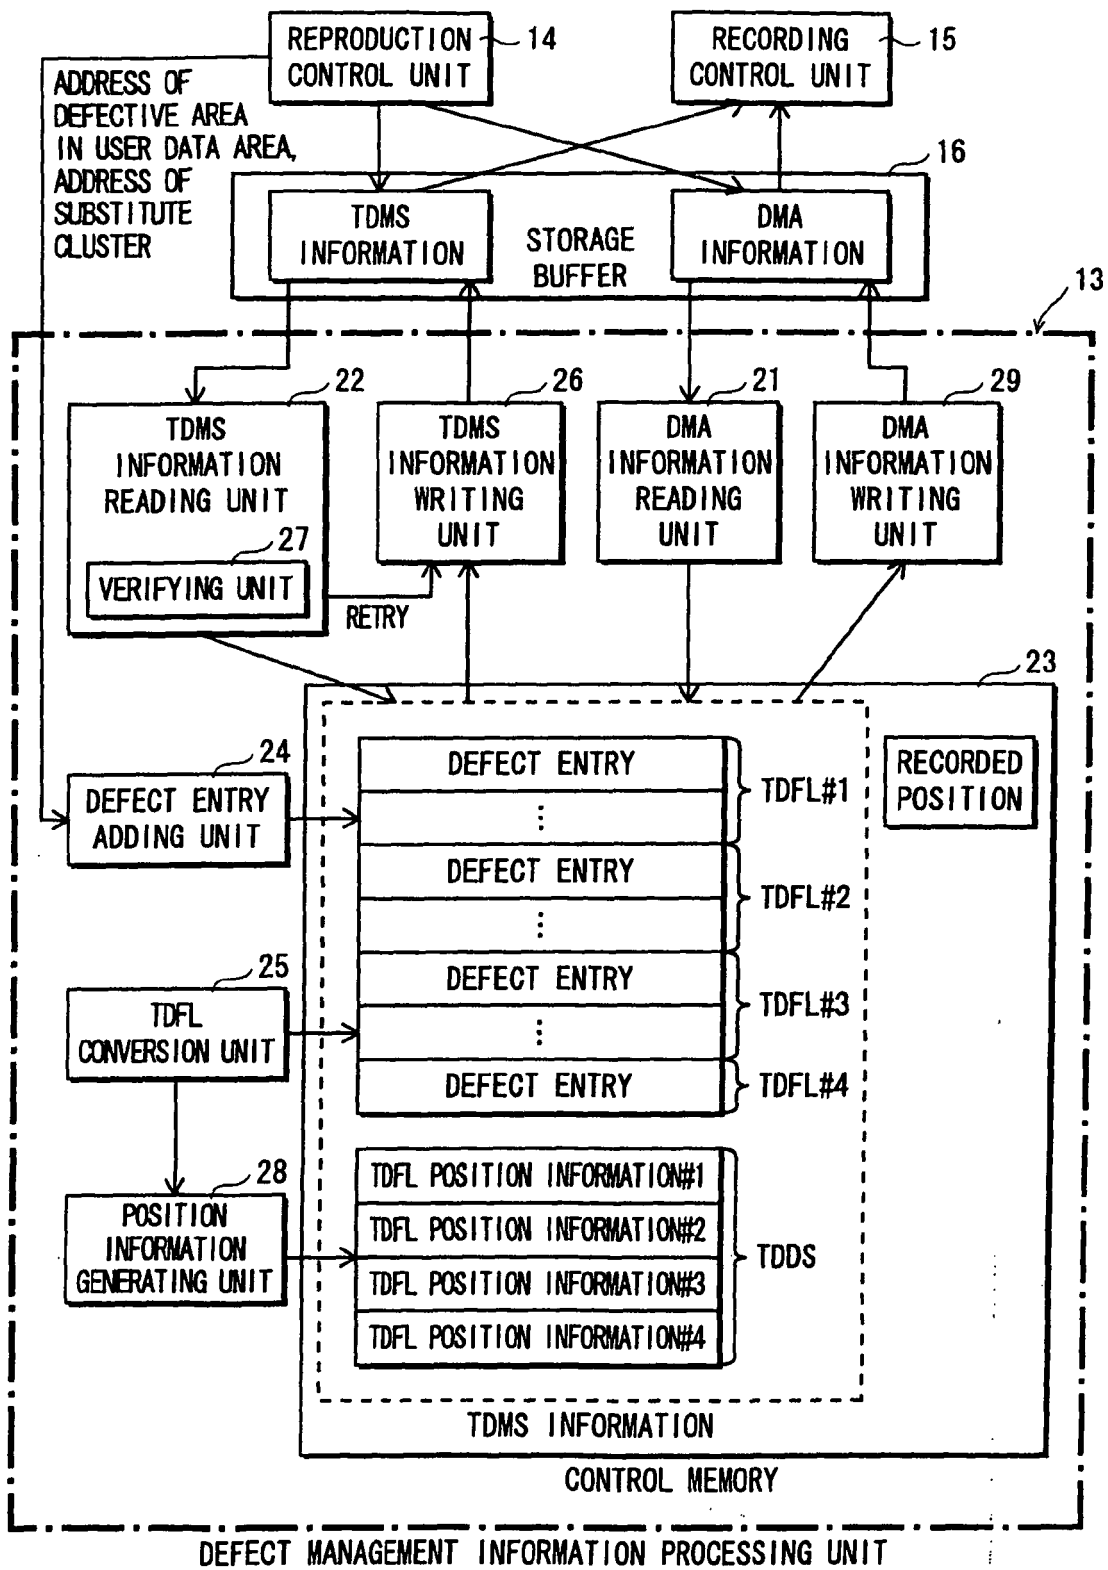 REPRODUCTION
CONTROL UNIT
14
RECORDING
CONTROL UNIT
15
ADDRESS OF
DEFECTIVE AREA
IN USER DATA AREA,
ADDRESS OF
SUBSTITUTE
CLUSTER
16
TDMS
INFORMATION
STORAGE
BUFFER
DMA
INFORMATION
13
22
TDMS
INFORMATION
READING UNIT
27
VERIFYING UNIT
RETRY
26
TDMS
INFORMATION
WRITING
UNIT
21
DMA
INFORMATION
READING
UNIT
29
DMA
INFORMATION
WRITING
UNIT
23
24
DEFECT ENTRY
ADDING UNIT
DEFECT ENTRY
⋮
TDFL#1
RECORDED
POSITION
DEFECT ENTRY
⋮
TDFL#2
25
TDFL
CONVERSION UNIT
DEFECT ENTRY
⋮
TDFL#3
DEFECT ENTRY
TDFL#4
28
POSITION
INFORMATION
GENERATING UNIT
TDFL POSITION INFORMATION#1
TDFL POSITION INFORMATION#2
TDFL POSITION INFORMATION#3
TDFL POSITION INFORMATION#4
TDDS
TDMS INFORMATION
CONTROL MEMORY
DEFECT MANAGEMENT INFORMATION PROCESSING UNIT